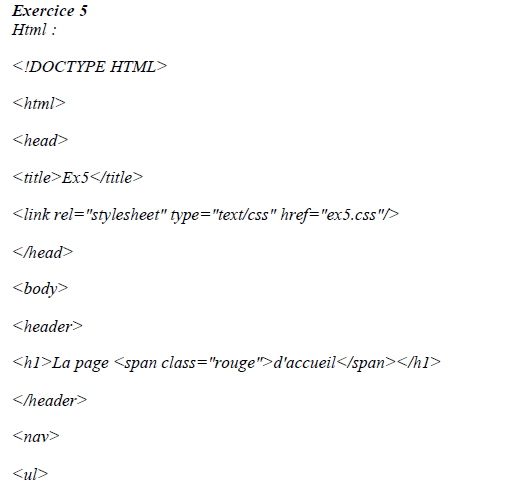 Exercice 5
Html :
<!DOCTYPE HTML>
<html>
<head>
<title>Ex5</title>
<link rel="stylesheet" type="text/css" href="ex5.css"/>
</head>
<body>
<header>
<h1>La page <span class="rouge">d'accueil</span></h1>
</header>
<nav>
<ul>